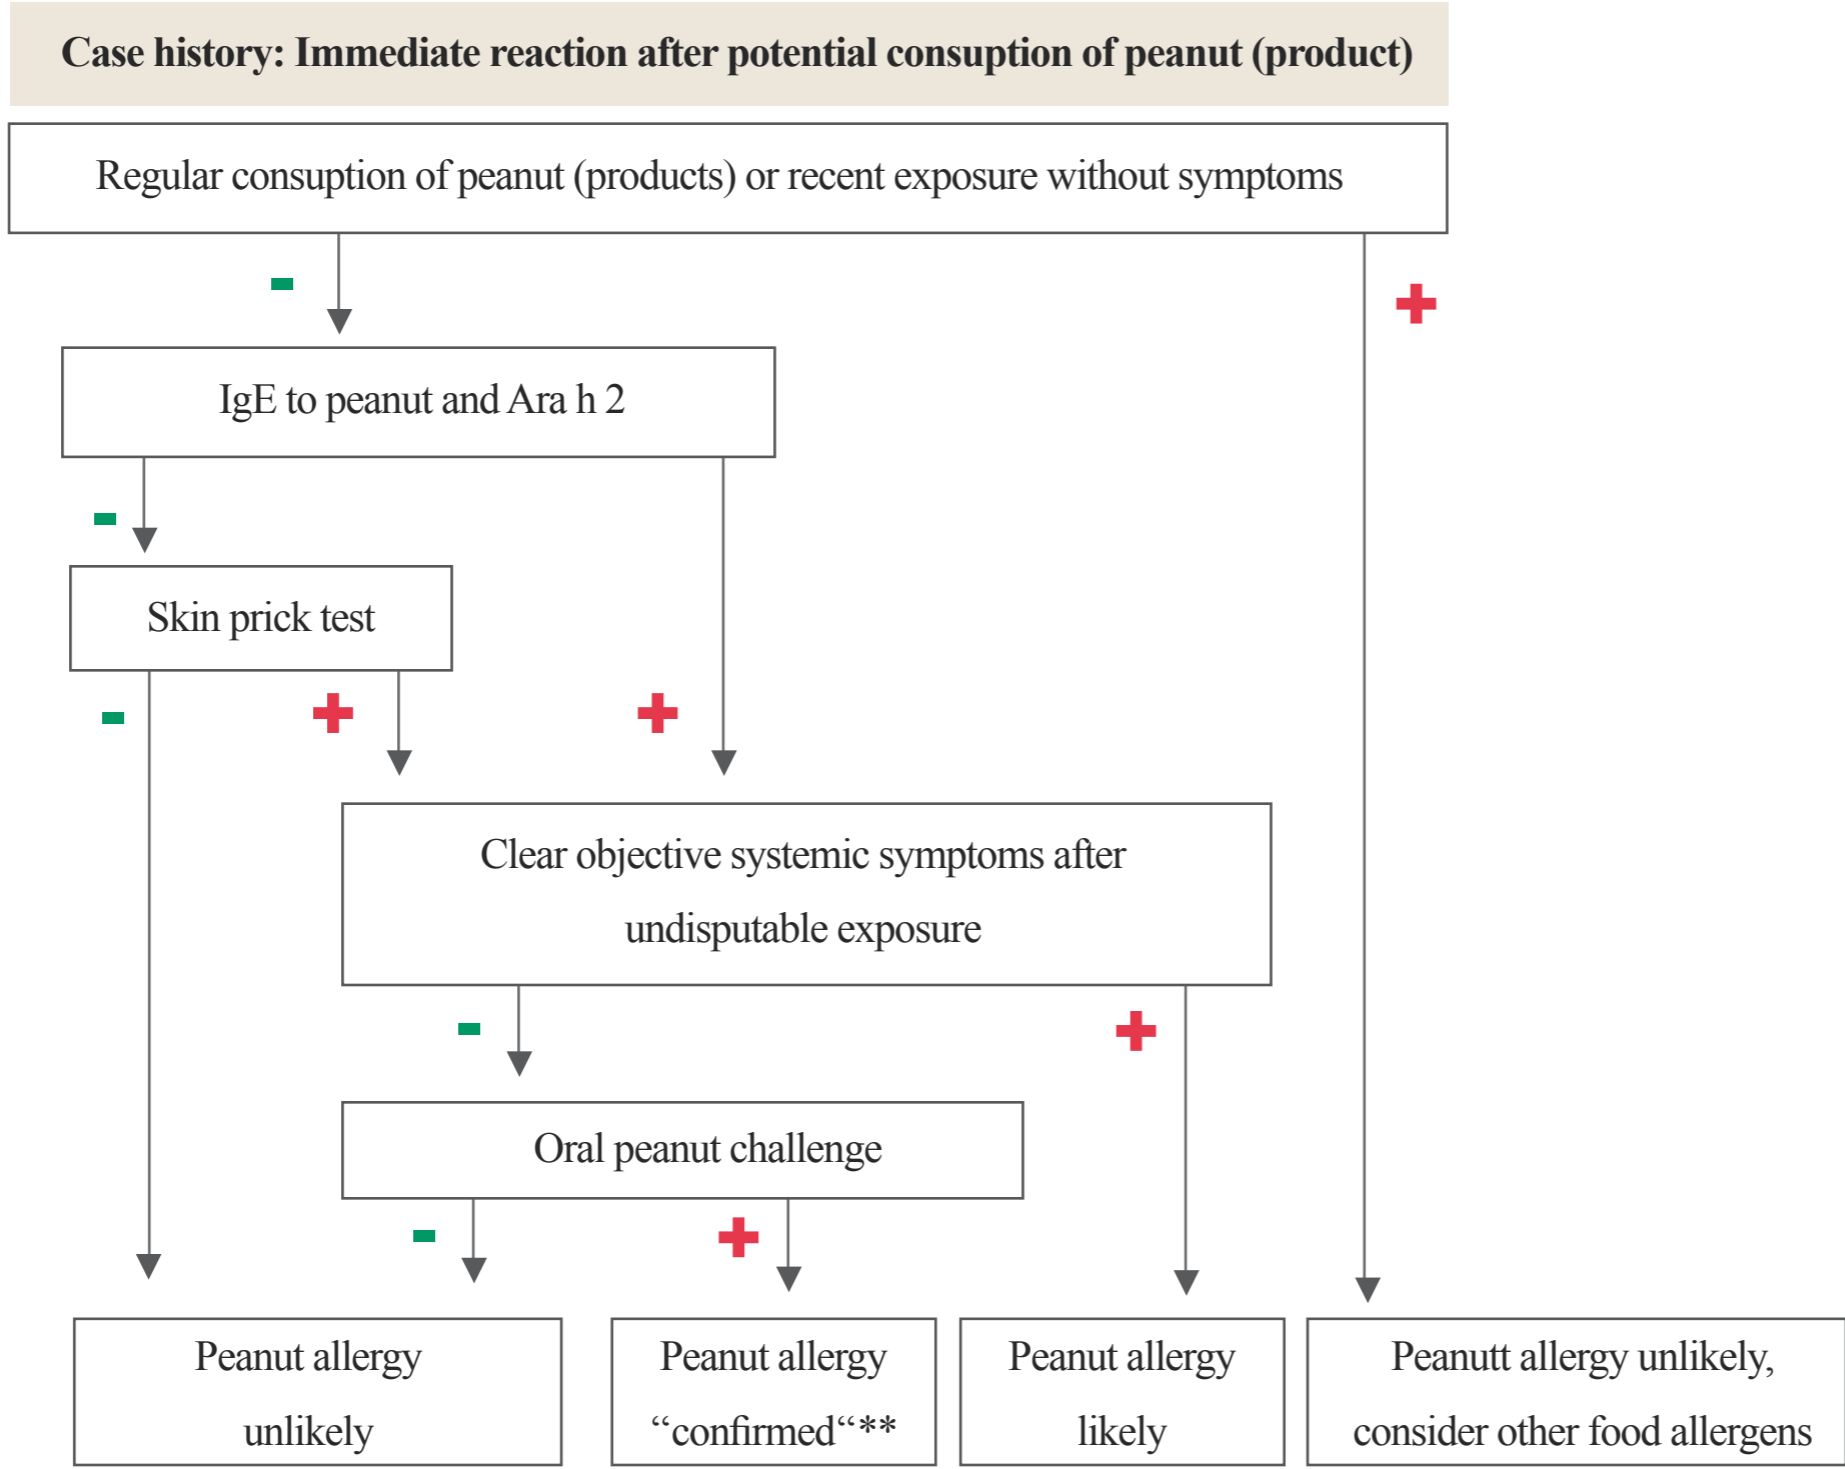 Case history: Immediate reaction after potential consuption of peanut (product)
Regular consuption of peanut (products) or recent exposure without symptoms
-
+
IgE to peanut and Ara h 2
-
Skin prick test
-
+
+
Clear objective systemic symptoms after
undisputable exposure
-
+
Oral peanut challenge
-
+
Peanut allergy
unlikely
Peanut allergy
“confirmed“**
Peanut allergy
likely
Peanutt allergy unlikely,
consider other food allergens